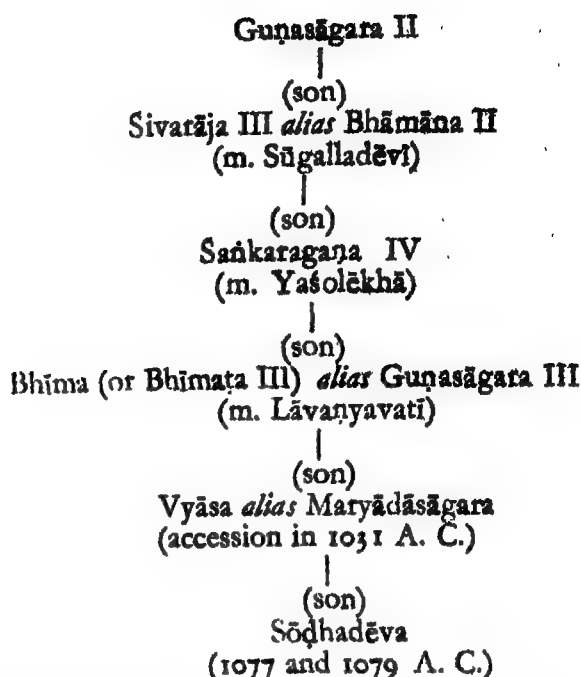 Guṇasāgara II
(son)
Sivarāja III alias Bhāmāna II
(m. Sūgalladēvī)
(son)
Saṅkaragaṇa IV
(m. Yaśolēkhā)
(son)
Bhīma (or Bhīmaṭa III) alias Guṇasāgara III
(m. Lāvaṇyavatī)
(son)
Vyāsa alias Maryādāsāgara
(accession in 1031 A. C.)
(son)
Sōḍhadēva
(1077 and 1079 A. C.)